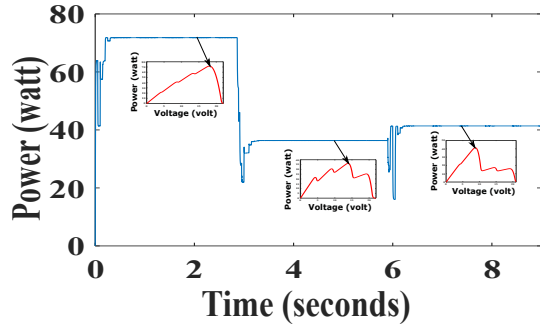 80
60
40
20
0
Power (watt)
0
2
4
6
8
Time (seconds)
Power (watt)
Voltage (volt)
Power (watt)
Voltage (volt)
Power (watt)
Voltage (volt)